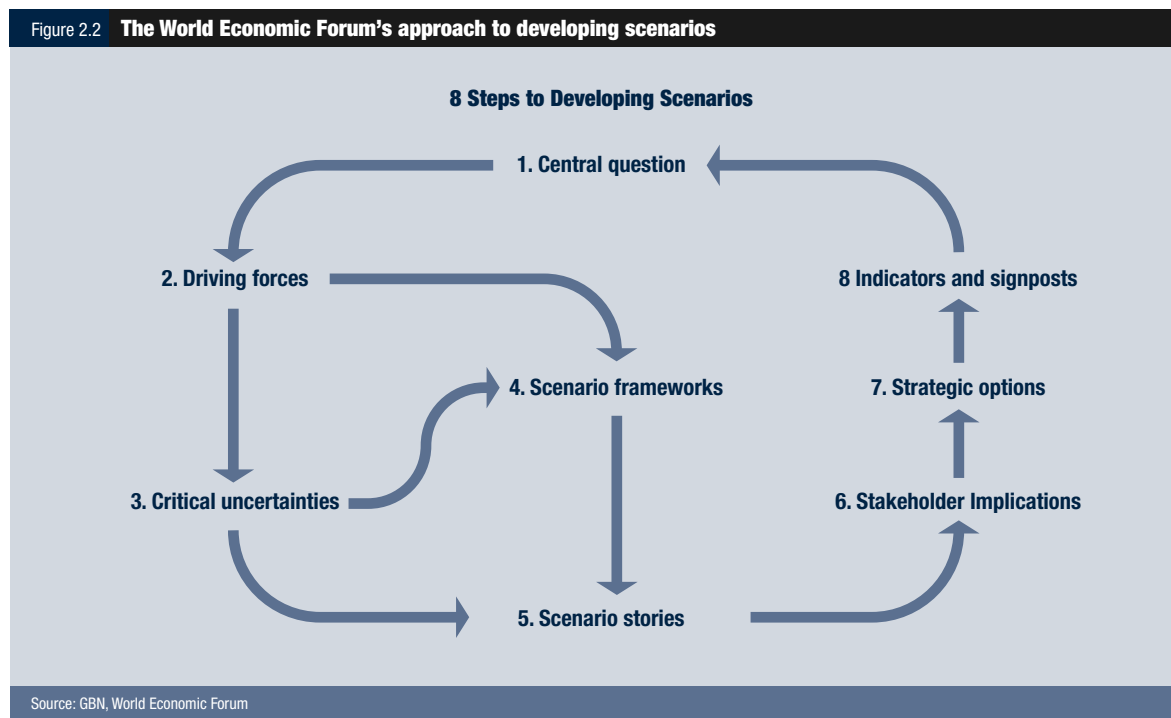 Figure 2.2 The World Economic Forum's approach to developing scenarios
8 Steps to Developing Scenarios
1. Central question
2. Driving forces
8 Indicators and signposts
4. Scenario frameworks
7. Strategic options
3. Critical uncertainties
6. Stakeholder Implications
5. Scenario stories
Source: GBN, World Economic Forum